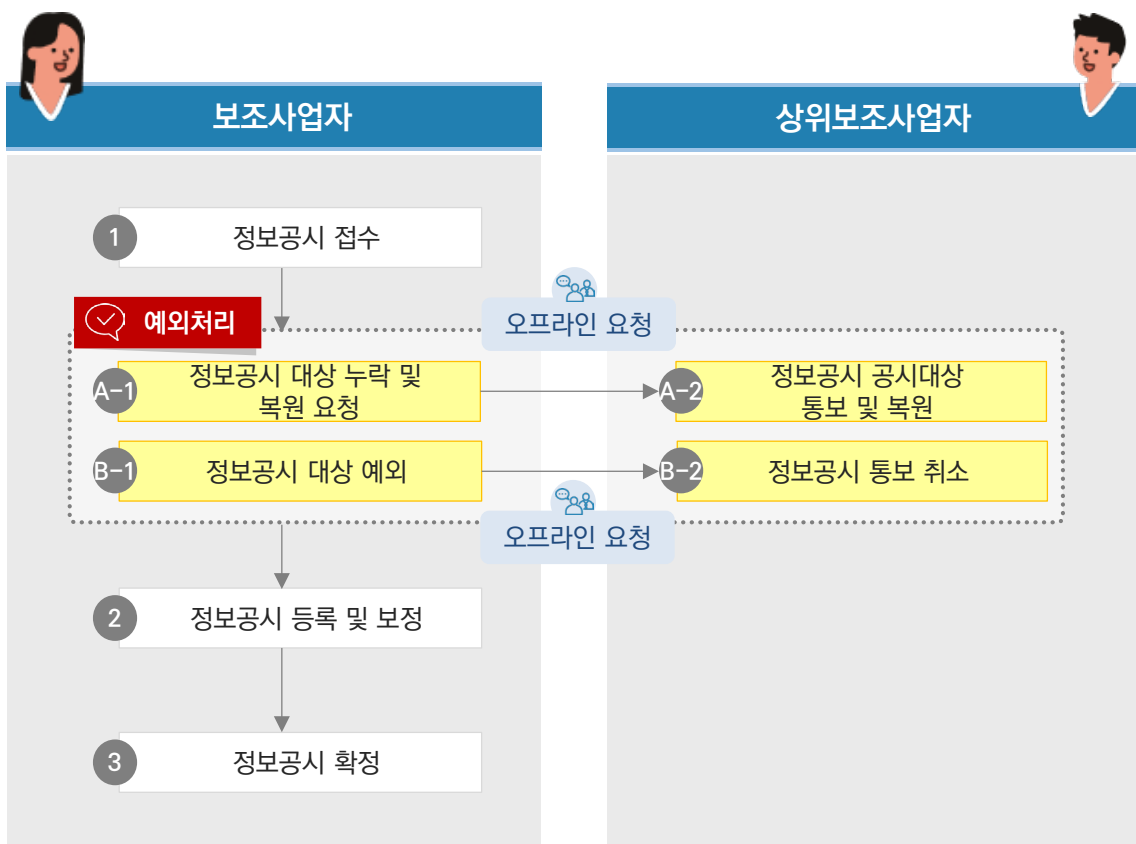 보조사업자
상위보조사업자
1
정보공시 접수
예외처리
오프라인 요청
A-1
정보공시 대상 누락 및
복원 요청
A-2
정보공시 공시대상
통보 및 복원
B-1
정보공시 대상 예외
B-2
정보공시 통보 취소
오프라인 요청
2
정보공시 등록 및 보정
3
정보공시 확정